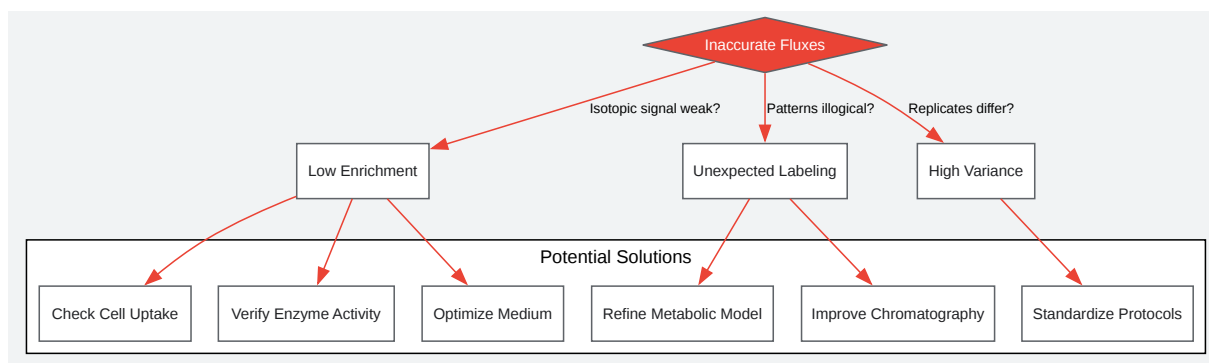 Inaccurate Fluxes
Isotopic signal weak?
Patterns illogical?
Replicates differ?
Low Enrichment
Unexpected Labeling
High Variance
Potential Solutions
Check Cell Uptake
Verify Enzyme Activity
Optimize Medium
Refine Metabolic Model
Improve Chromatography
Standardize Protocols